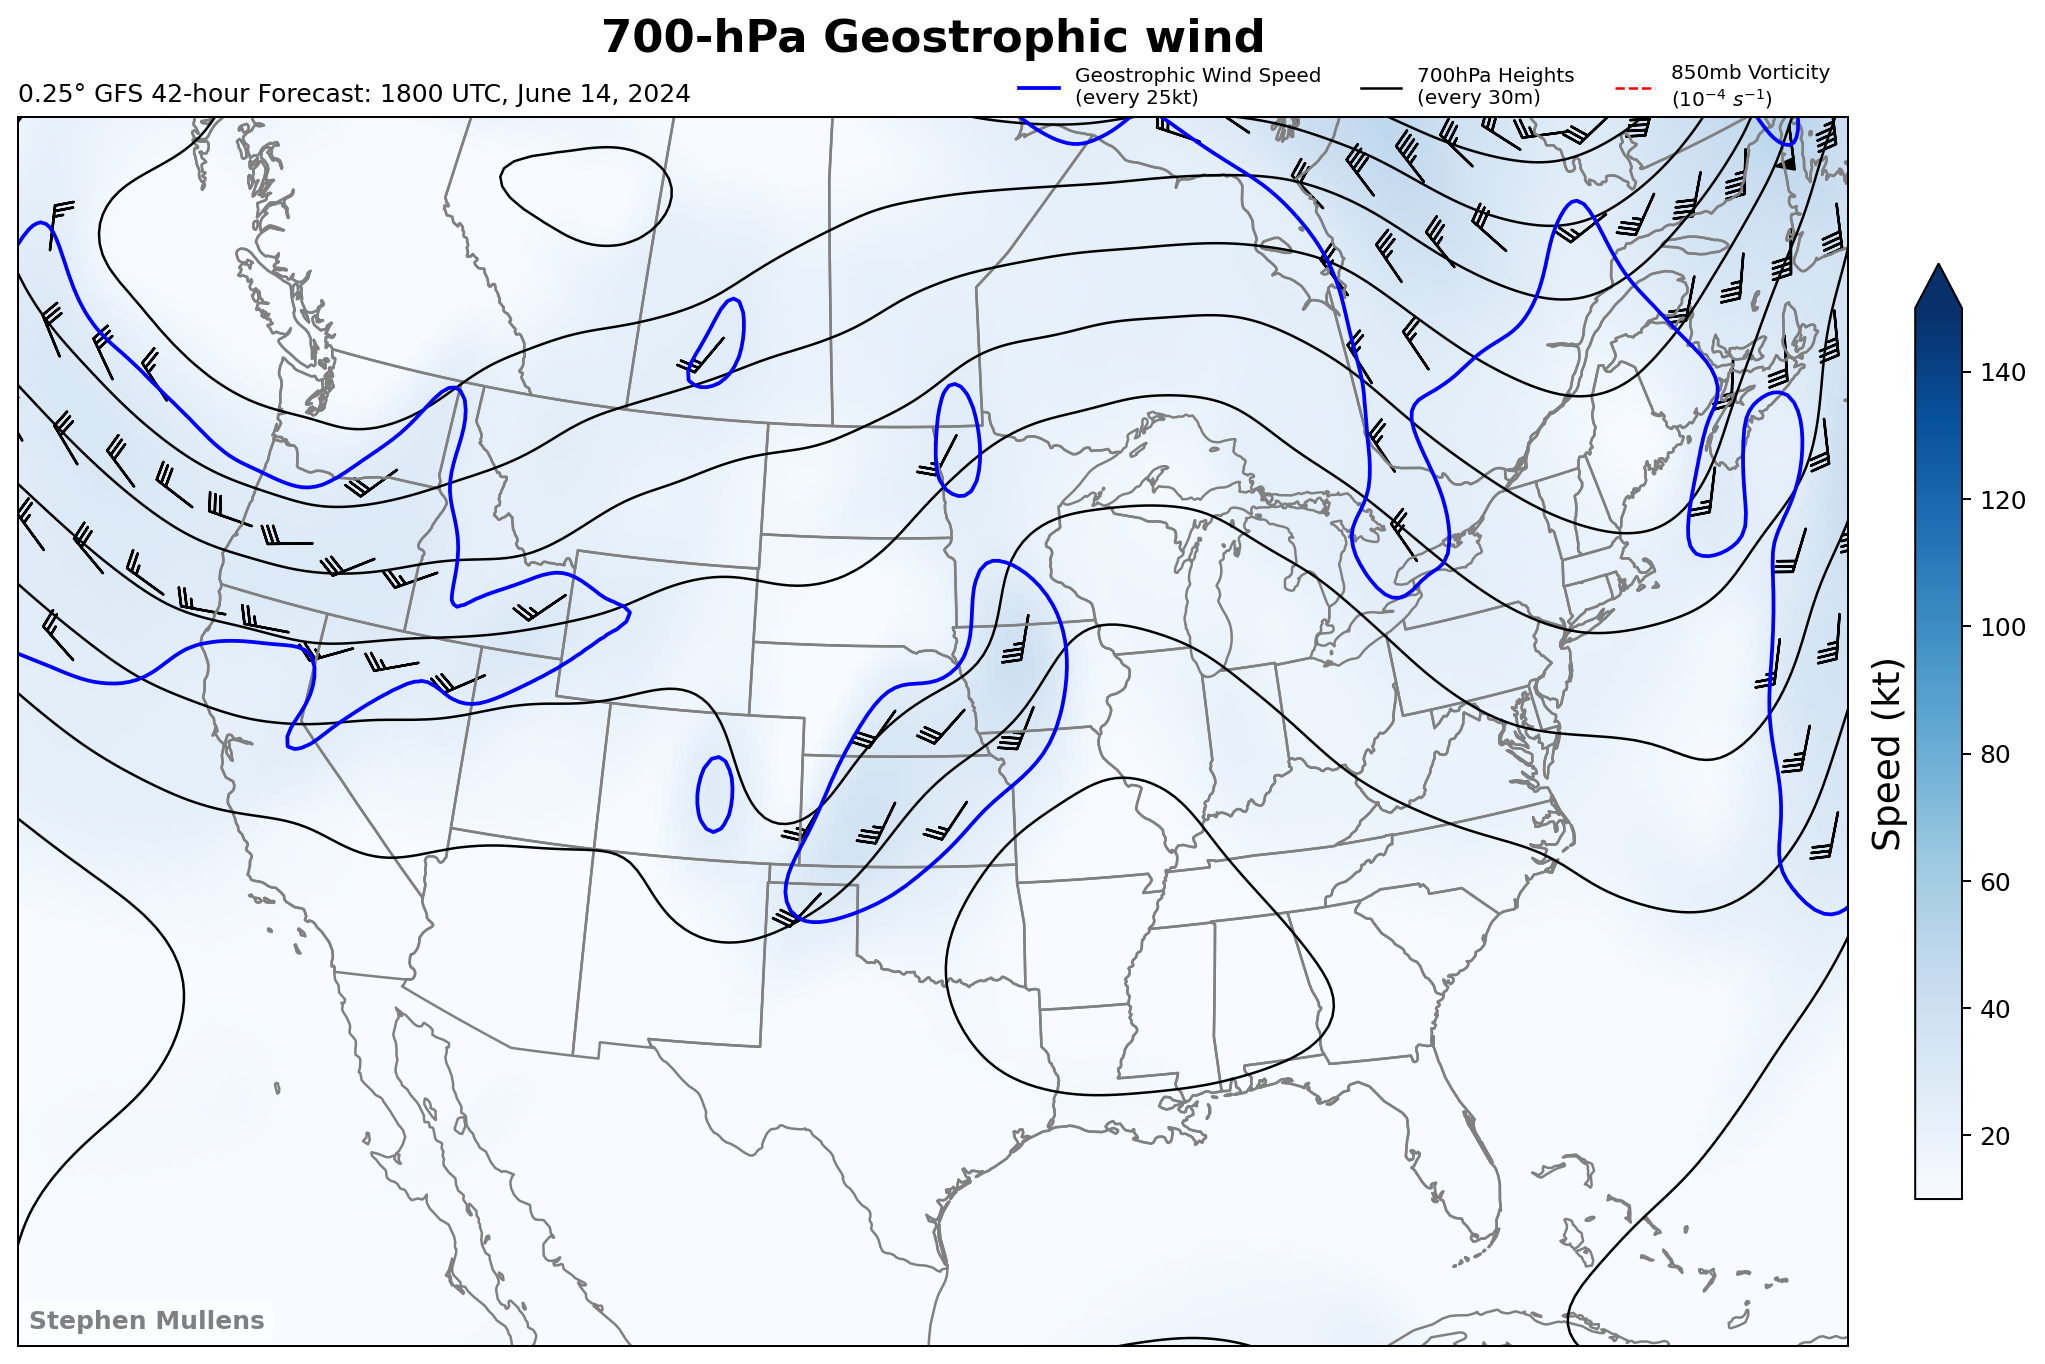 700-hPa Geostrophic wind
0.25° GFS 42-hour Forecast: 1800 UTC, June 14, 2024
Geostrophic Wind Speed
(every 25kt)
700hPa Heights
(every 30m)
850mb Vorticity
(10⁻⁴ s⁻¹)
140
120
100
80
60
40
20
Speed (kt)
Stephen Mullens